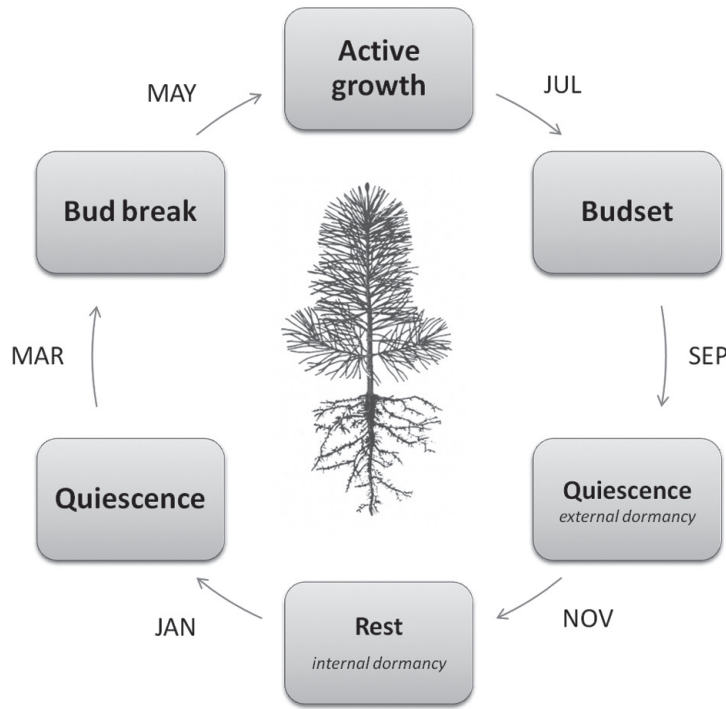 Active
growth
JUL
Budset
SEP
Quiescence
external dormancy
NOV
Rest
internal dormancy
JAN
Quiescence
MAR
Bud break
MAY